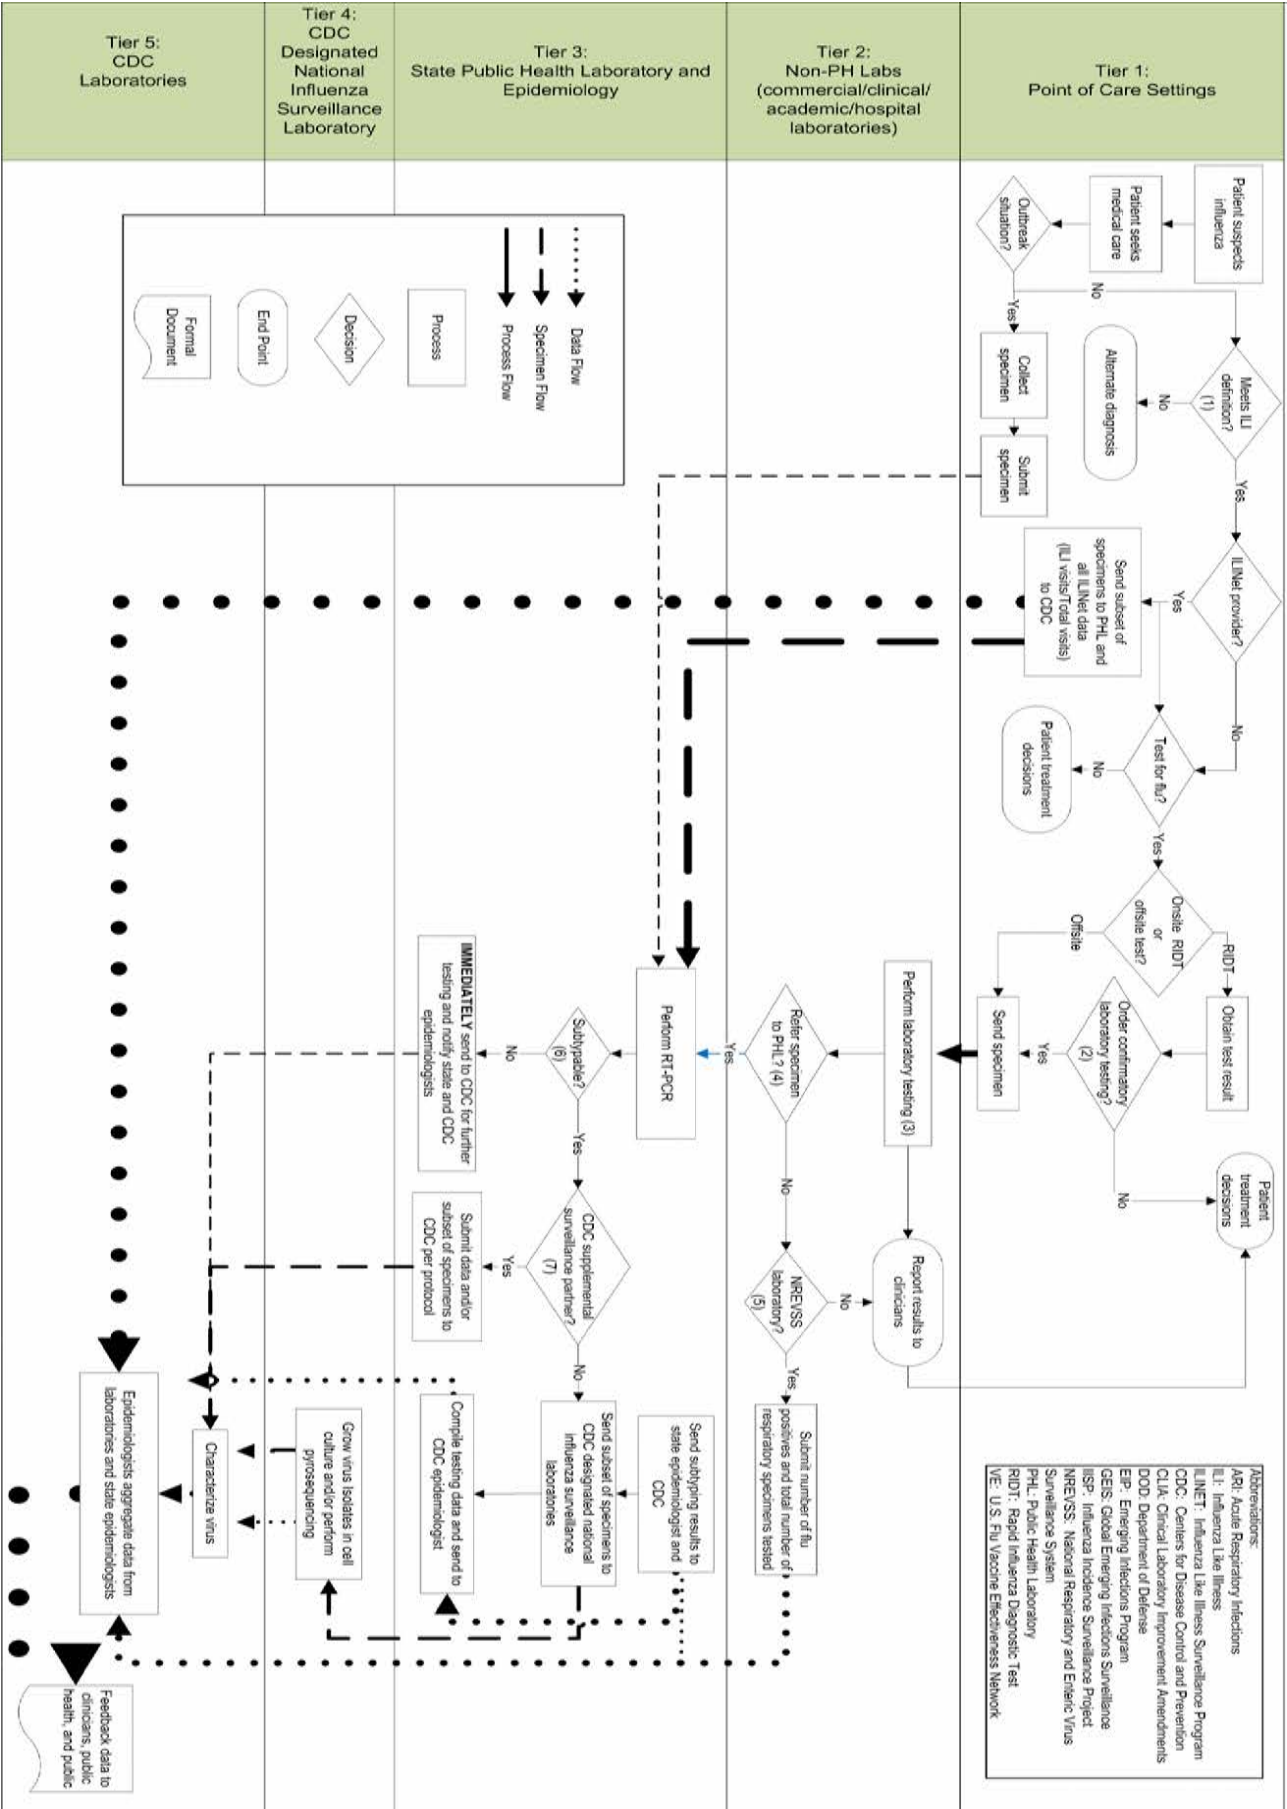 Tier 5:
CDC
Laboratories
Tier 4:
CDC
Designated
National
Influenza
Surveillance
Laboratory
Tier 3:
State Public Health Laboratory and
Epidemiology
Tier 2:
Non-PH Labs
(commercial/clinical/
academic/hospital
laboratories)
Tier 1:
Point of Care Settings
Patient suspects
influenza
Patient seeks
medical care
Outbreak
situation?
No
Yes
Meets ILI
definition?
(1)
No
Alternate diagnosis
Yes
Collect
specimen
Submit
specimen
ILINet provider?
Yes
No
Send subset of
specimens to PHL and
all ILINet data
(ILI visits/Total visits)
to CDC
Test for flu?
No
Patient treatment
decisions
Yes
Onsite RIDT
or
offsite test?
RIDT
Offsite
Obtain test result
Order confirmatory
laboratory testing?
(2)
Yes
No
Send specimen
Patient
treatment
decisions
Perform laboratory testing (3)
Report results to
clinicians
Refer specimen
to PHL? (4)
Yes
No
NREVSS
laboratory?
(5)
No
Yes
Submit number of flu
positives and total number of
respiratory specimens tested
Perform RT-PCR
Subtypable?
(6)
No
Yes
IMMEDIATELY send to CDC for further
testing and notify state and CDC
epidemiologists
CDC supplemental
surveillance partner?
(7)
Yes
No
Submit data and/or
subset of specimens to
CDC per protocol
Send subtyping results to
state epidemiologist and
CDC
Send subset of specimens to
CDC designated national
influenza surveillance
laboratories
Compile testing data and send to
CDC epidemiologist
Grow virus Isolates in cell
culture and/or perform
pyrosequencing
Characterize virus
Epidemiologists aggregate data from
laboratories and state epidemiologists
Feedback data to
clinicians, public
health, and public
Data Flow
Specimen Flow
Process Flow
Process
Decision
End Point
Formal
Document
Abbreviations:
ARI: Acute Respiratory Infections
ILI: Influenza Like Illness
ILINET: Influenza Like Illness Surveillance Program
CDC: Centers for Disease Control and Prevention
CLIA: Clinical Laboratory Improvement Amendments
DOD: Department of Defense
EIP: Emerging Infections Program
GEIS: Global Emerging Infections Surveillance
IISP: Influenza Incidence Surveillance Project
NREVSS: National Respiratory and Enteric Virus
Surveillance System
PHL: Public Health Laboratory
RIDT: Rapid Influenza Diagnostic Test
VE: U.S. Flu Vaccine Effectiveness Network